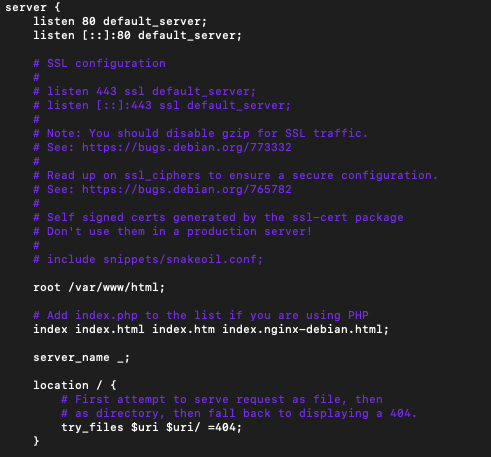 server {
    listen 80 default_server;
    listen [::]:80 default_server;

    # SSL configuration
    #
    # listen 443 ssl default_server;
    # listen [::]:443 ssl default_server;
    #
    # Note: You should disable gzip for SSL traffic.
    # See: https://bugs.debian.org/773332
    #
    # Read up on ssl_ciphers to ensure a secure configuration.
    # See: https://bugs.debian.org/765782
    #
    # Self signed certs generated by the ssl-cert package
    # Don't use them in a production server!
    #
    # include snippets/snakeoil.conf;

    root /var/www/html;

    # Add index.php to the list if you are using PHP
    index index.html index.htm index.nginx-debian.html;

    server_name _;

    location / {
        # First attempt to serve request as file, then
        # as directory, then fall back to displaying a 404.
        try_files $uri $uri/ =404;
    }